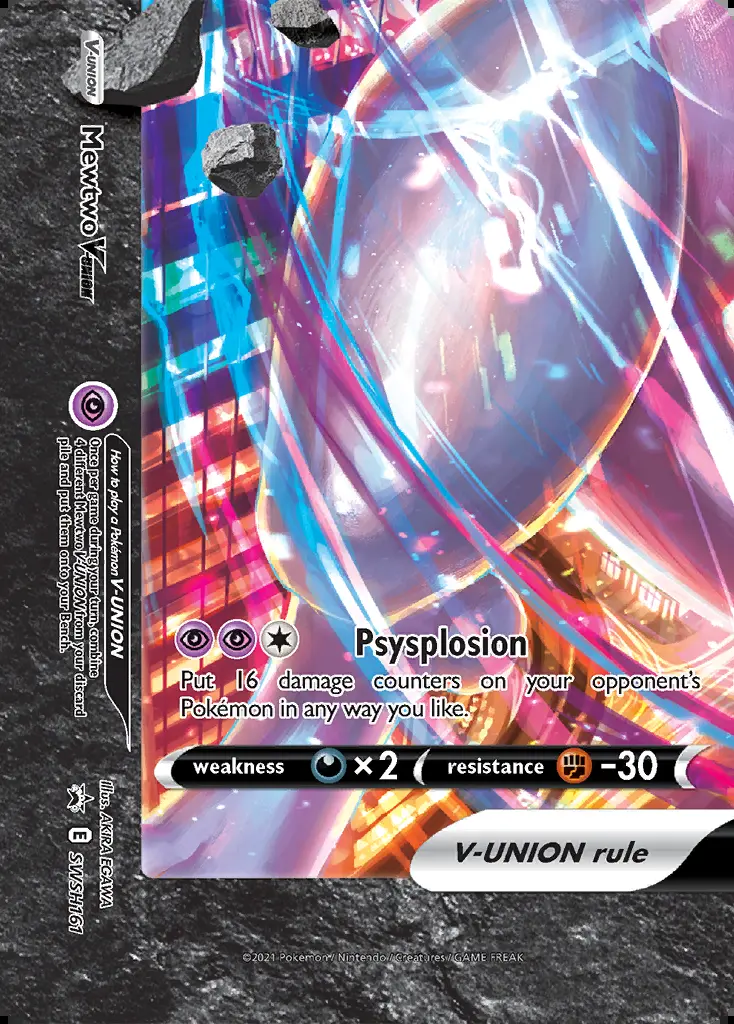 V-UNION
Mewtwo V-UNION
How to play a Pokémon V-UNION
Once per game during your turn, combine
4 different Mewtwo V-UNION from your discard
pile and put them onto your Bench.
Illus. AKIRA EGAWA
E SWSH161
Psysplosion
Put 16 damage counters on your opponent's
Pokémon in any way you like.
weakness ×2 resistance -30
V-UNION rule
©2021 Pokémon / Nintendo / Creatures / GAME FREAK